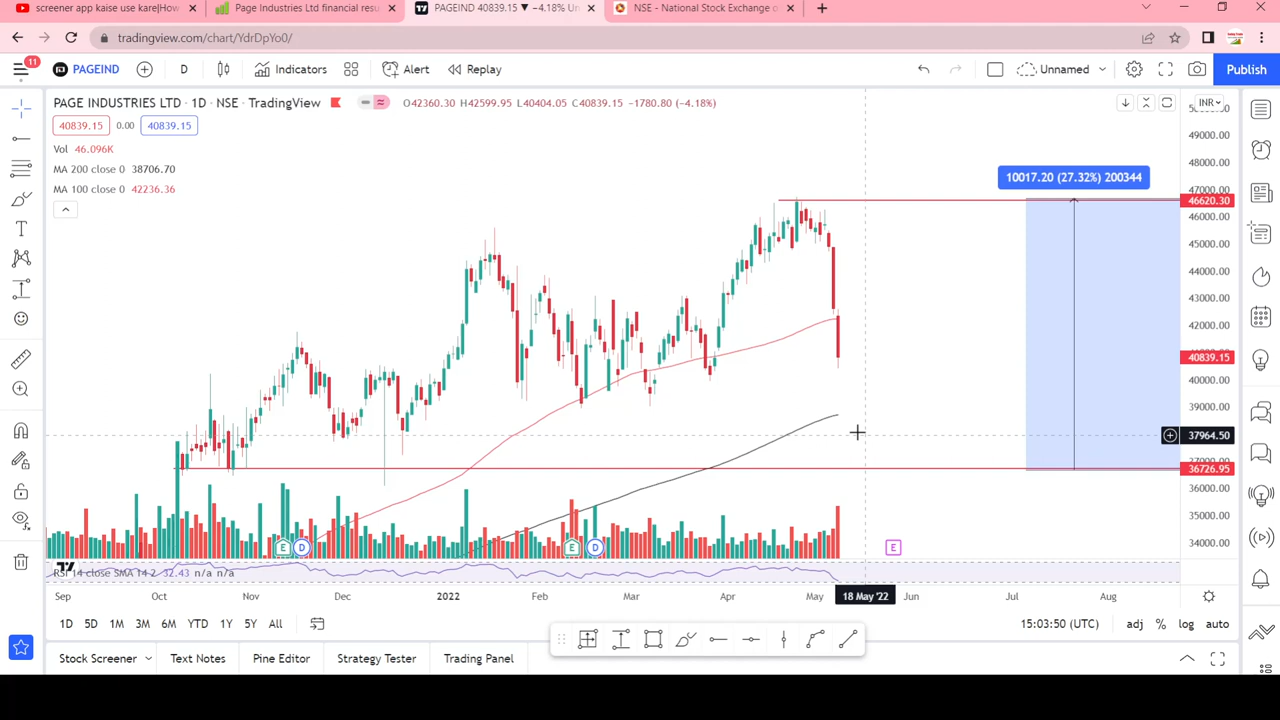 screener app kaise use kare|How
Page Industries Ltd financial resu
PAGEIND 40839.15 ▼ −4.18% Un
NSE - National Stock Exchange o
tradingview.com/chart/YdrDpYo0/
11
PAGEIND
D
Indicators
Alert
Replay
Unnamed
Publish
PAGE INDUSTRIES LTD · 1D · NSE · TradingView
O42360.30 H42599.95 L40404.05 C40839.15 −1780.80 (−4.18%)
INR
40839.15 0.00 40839.15
Vol 46.096K
MA 200 close 0 38706.70
MA 100 close 0 42236.36
10017.20 (27.32%) 200344
49000.00
48000.00
47000.00
46620.30
46000.00
45000.00
44000.00
43000.00
42000.00
40839.15
40000.00
39000.00
37964.50
36726.95
36000.00
35000.00
34000.00
E D E D E
RSI 14 close SMA 14 2 32.43 n/a n/a
Sep Oct Nov Dec 2022 Feb Mar Apr May 18 May '22 Jun Jul Aug
1D 5D 1M 3M 6M YTD 1Y 5Y All
15:03:50 (UTC) adj % log auto
Stock Screener Text Notes Pine Editor Strategy Tester Trading Panel